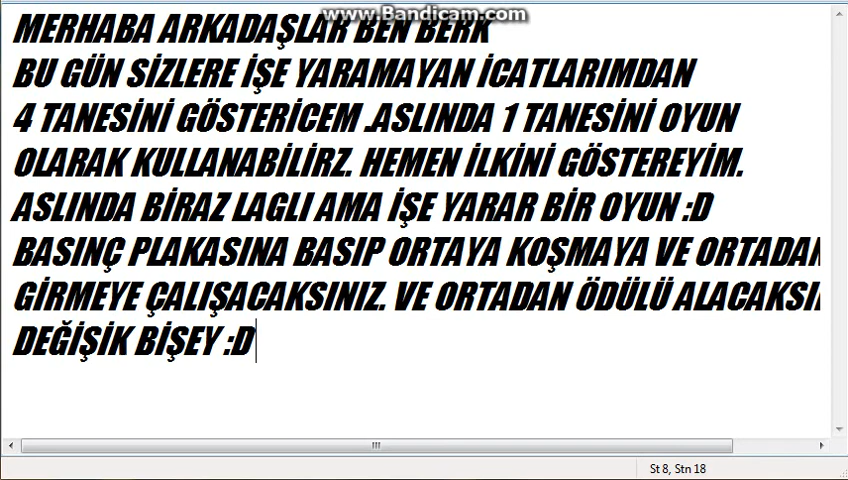 www.Bandicam.com
MERHABA ARKADAŞLAR BEN BERK
BU GÜN SİZLERE İŞE YARAMAYAN İCATLARIMDAN
4 TANESİNİ GÖSTERİCEM .ASLINDA 1 TANESİNİ OYUN
OLARAK KULLANABİLİRZ. HEMEN İLKİNİ GÖSTEREYİM.
ASLINDA BİRAZ LAGLI AMA İŞE YARAR BİR OYUN :D
BASINÇ PLAKASINA BASIP ORTAYA KOŞMAYA VE ORTADAN
GİRMEYE ÇALIŞACAKSINIZ. VE ORTADAN ÖDÜLÜ
DEĞİŞİK BİŞEY :D
St 8, Stn 18